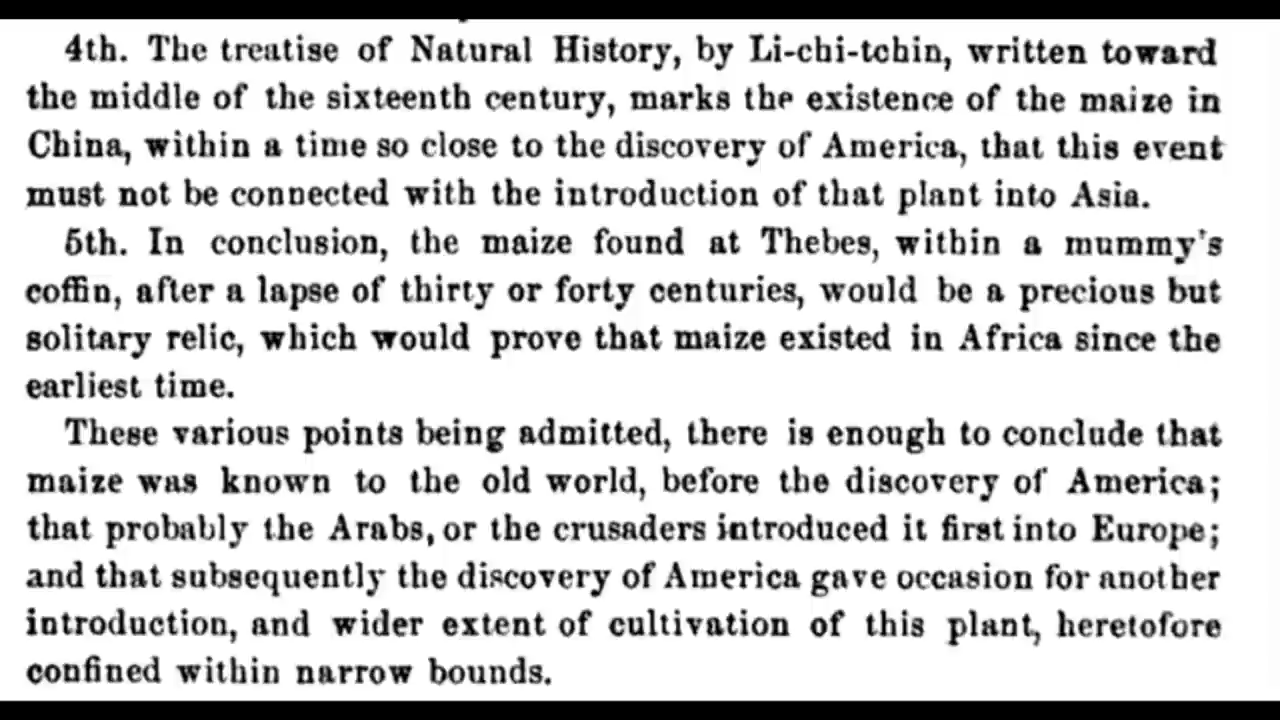 4th. The treatise of Natural History, by Li-chi-tchin, written toward
the middle of the sixteenth century, marks the existence of the maize in
China, within a time so close to the discovery of America, that this event
must not be connected with the introduction of that plant into Asia.
5th. In conclusion, the maize found at Thebes, within a mummy's
coffin, after a lapse of thirty or forty centuries, would be a precious but
solitary relic, which would prove that maize existed in Africa since the
earliest time.
These various points being admitted, there is enough to conclude that
maize was known to the old world, before the discovery of America;
that probably the Arabs, or the crusaders introduced it first into Europe;
and that subsequently the discovery of America gave occasion for another
introduction, and wider extent of cultivation of this plant, heretofore
confined within narrow bounds.